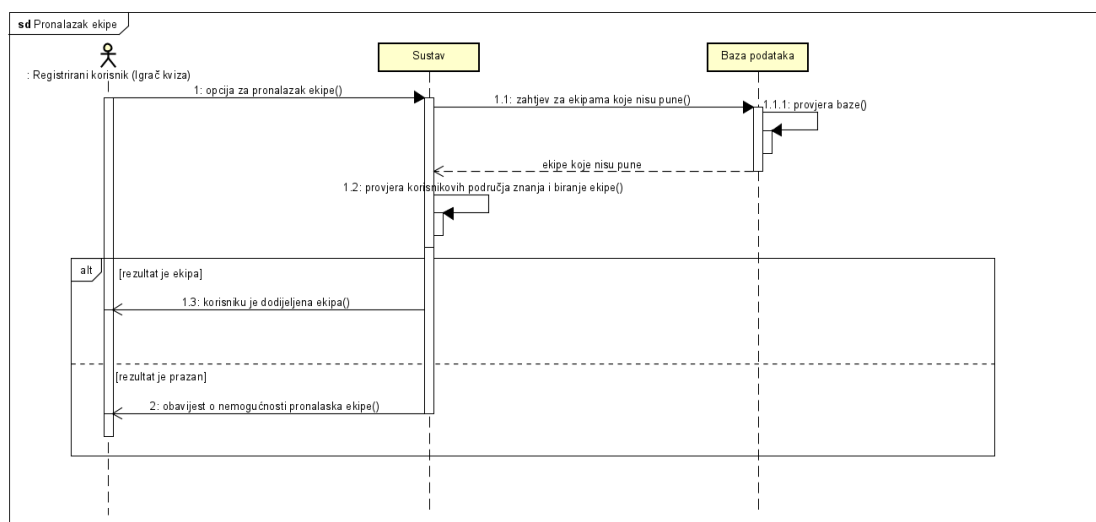 sd Pronalazak ekipe
: Registrirani korisnik (Igrač kviza)
Sustav
Baza podataka
1: opcija za pronalazak ekipe()
1.1: zahtjev za ekipama koje nisu pune()
1.1.1: provjera baze()
ekipe koje nisu pune
1.2: provjera korisnikovih područja znanja i biranje ekipe()
alt
[rezultat je ekipa]
1.3: korisniku je dodijeljena ekipa()
[rezultat je prazan]
2: obavijest o nemogućnosti pronalaska ekipe()